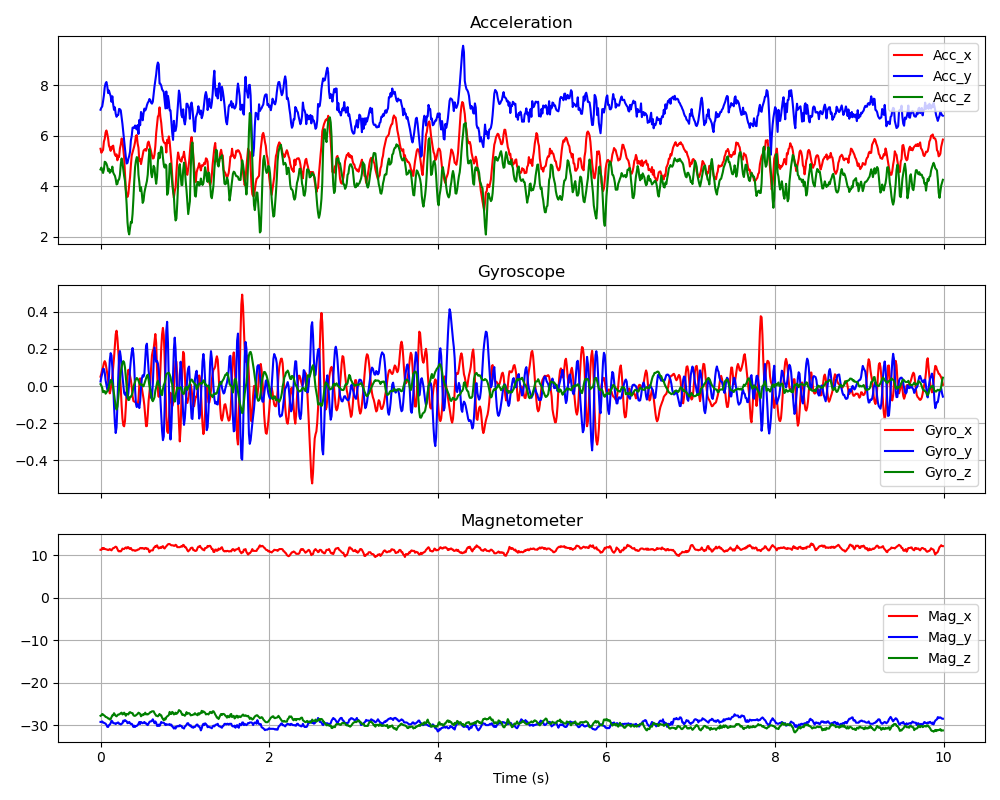 Acceleration
8
6
4
2
Acc_x
Acc_y
Acc_z
Gyroscope
0.4
0.2
0.0
−0.2
−0.4
Gyro_x
Gyro_y
Gyro_z
Magnetometer
10
0
−10
−20
−30
Mag_x
Mag_y
Mag_z
0 2 4 6 8 10
Time (s)